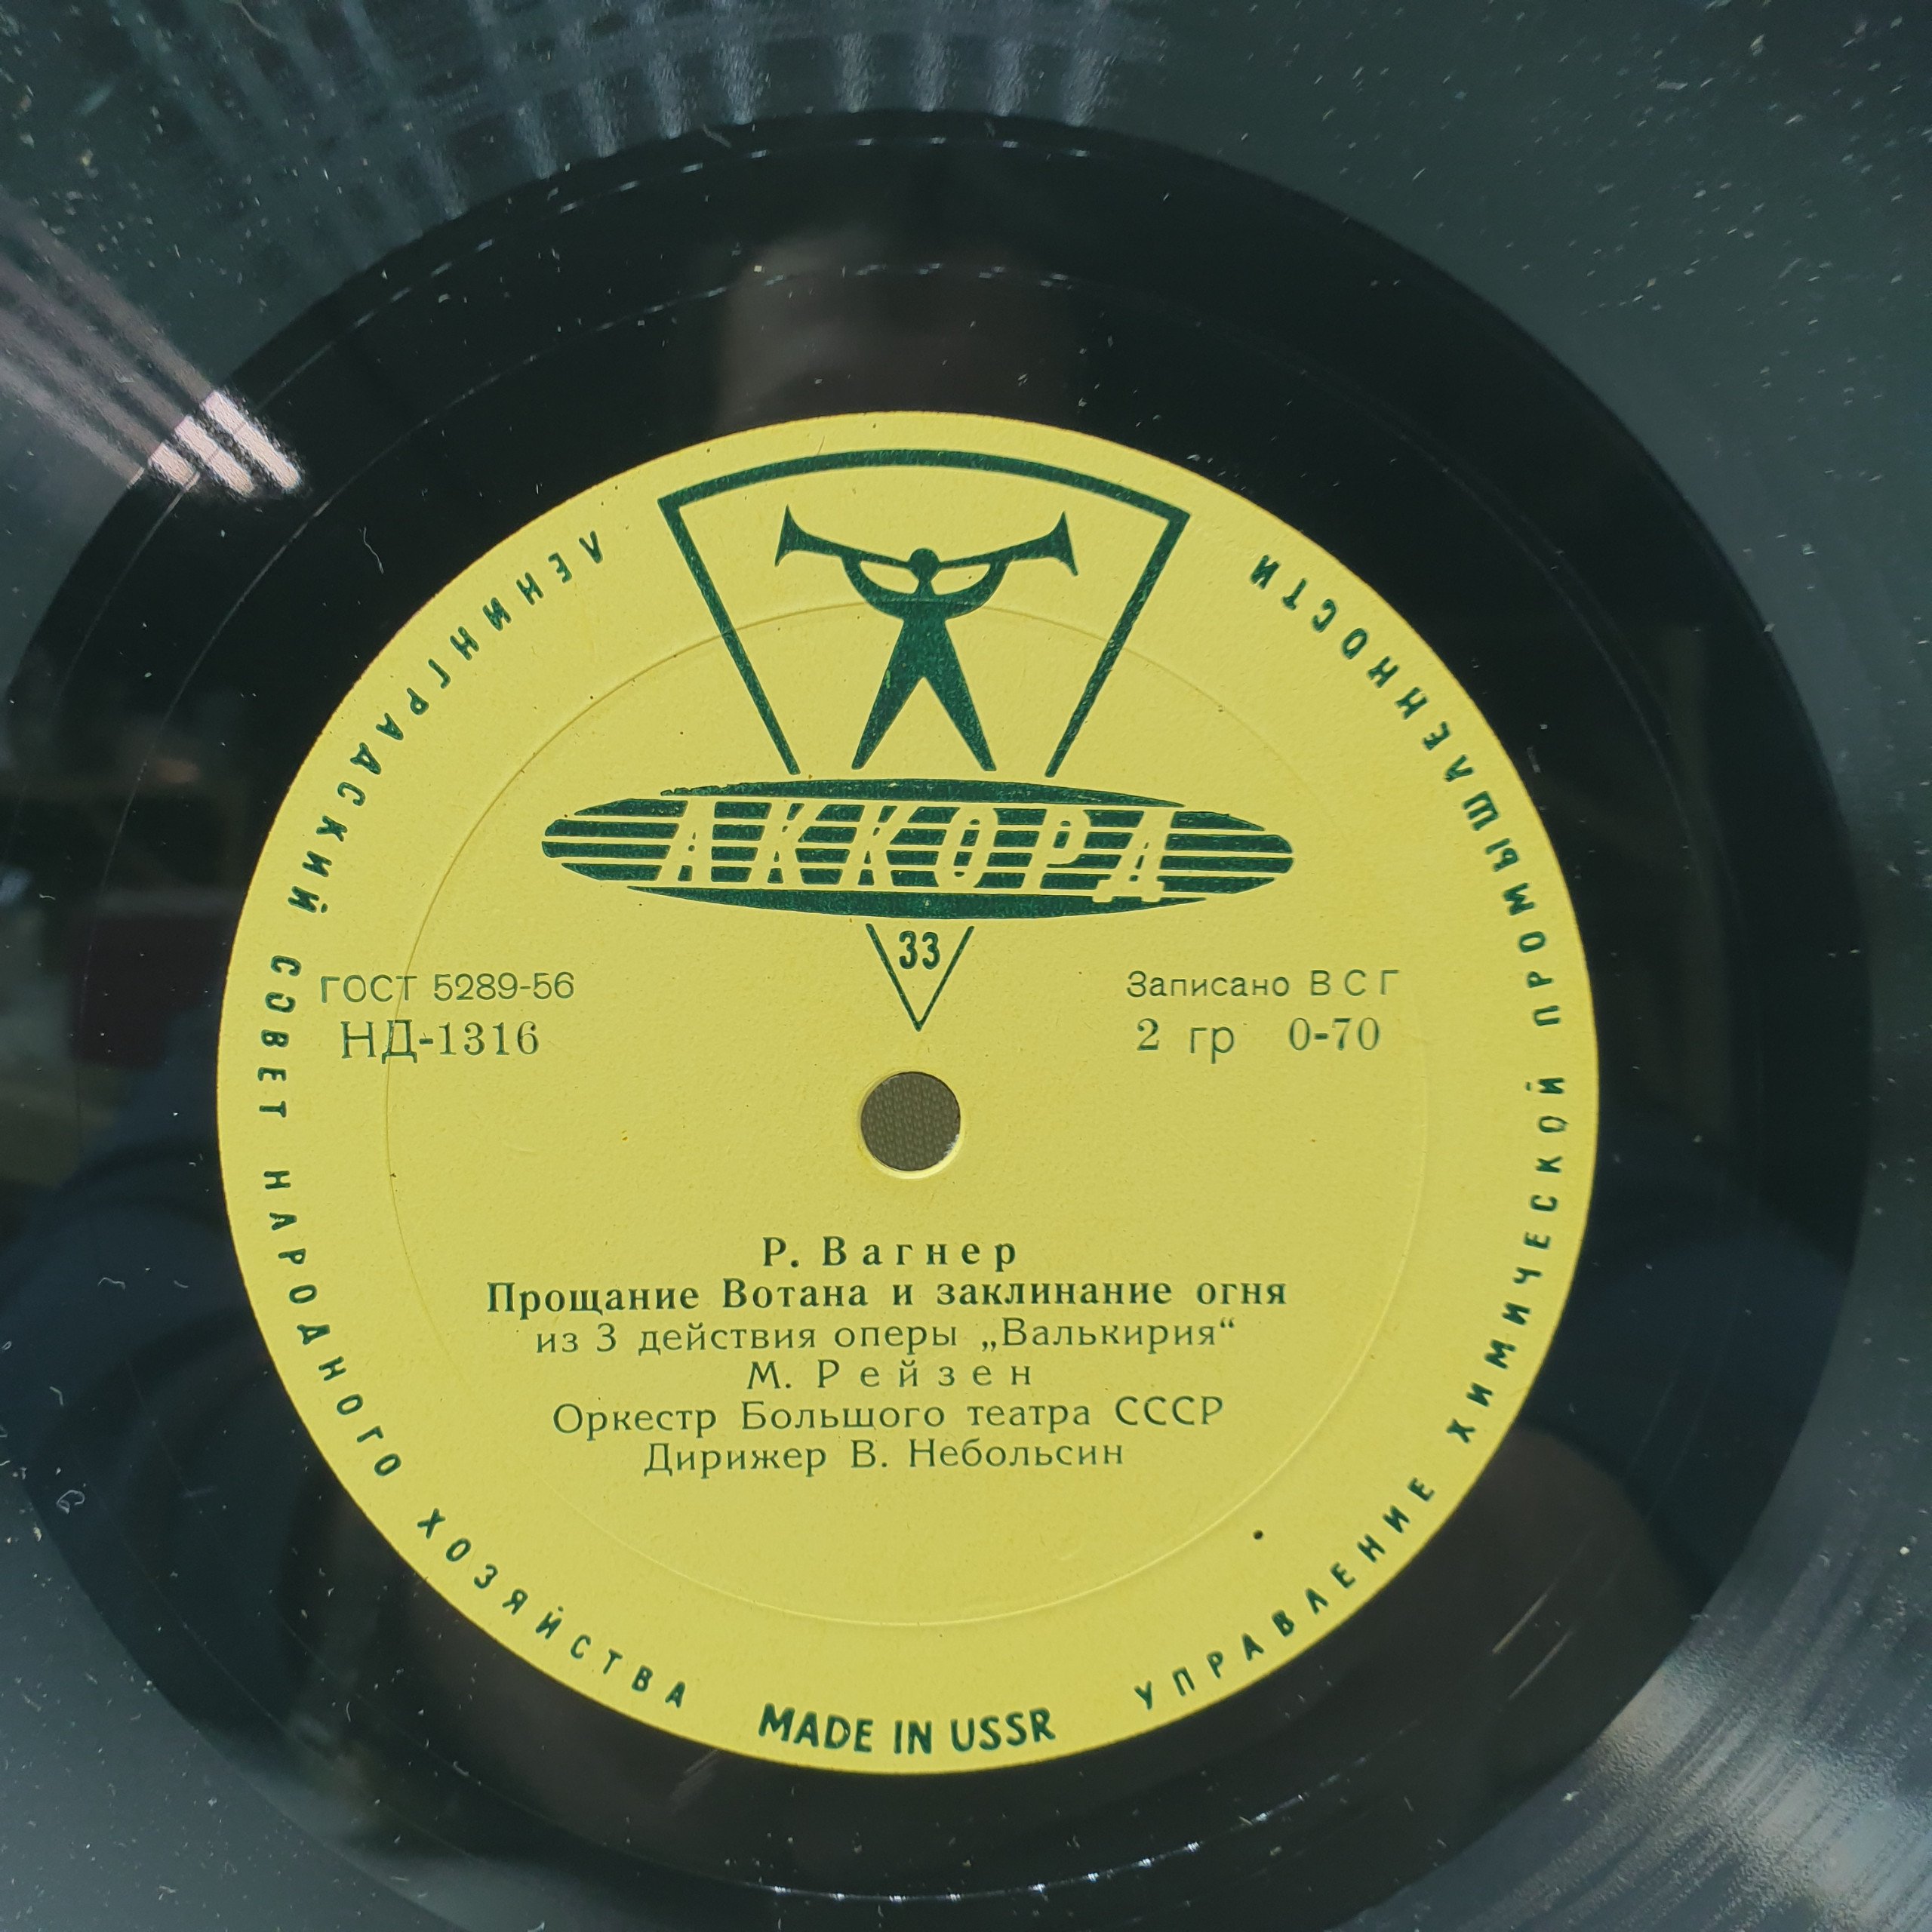 ЛЕНИНГРАДСКИЙ СОВЕТ НАРОДНОГО ХОЗЯЙСТВА
УПРАВЛЕНИЕ ХИМИЧЕСКОЙ ПРОМЫШЛЕННОСТИ
АККОРД
33
ГОСТ 5289-56
НД-1316
Записано ВСГ
2 гр 0-70
Р. Вагнер
Прощание Вотана и заклинание огня
из 3 действия оперы „Валькирия“
М. Рейзен
Оркестр Большого театра СССР
Дирижер В. Небольсин
MADE IN USSR